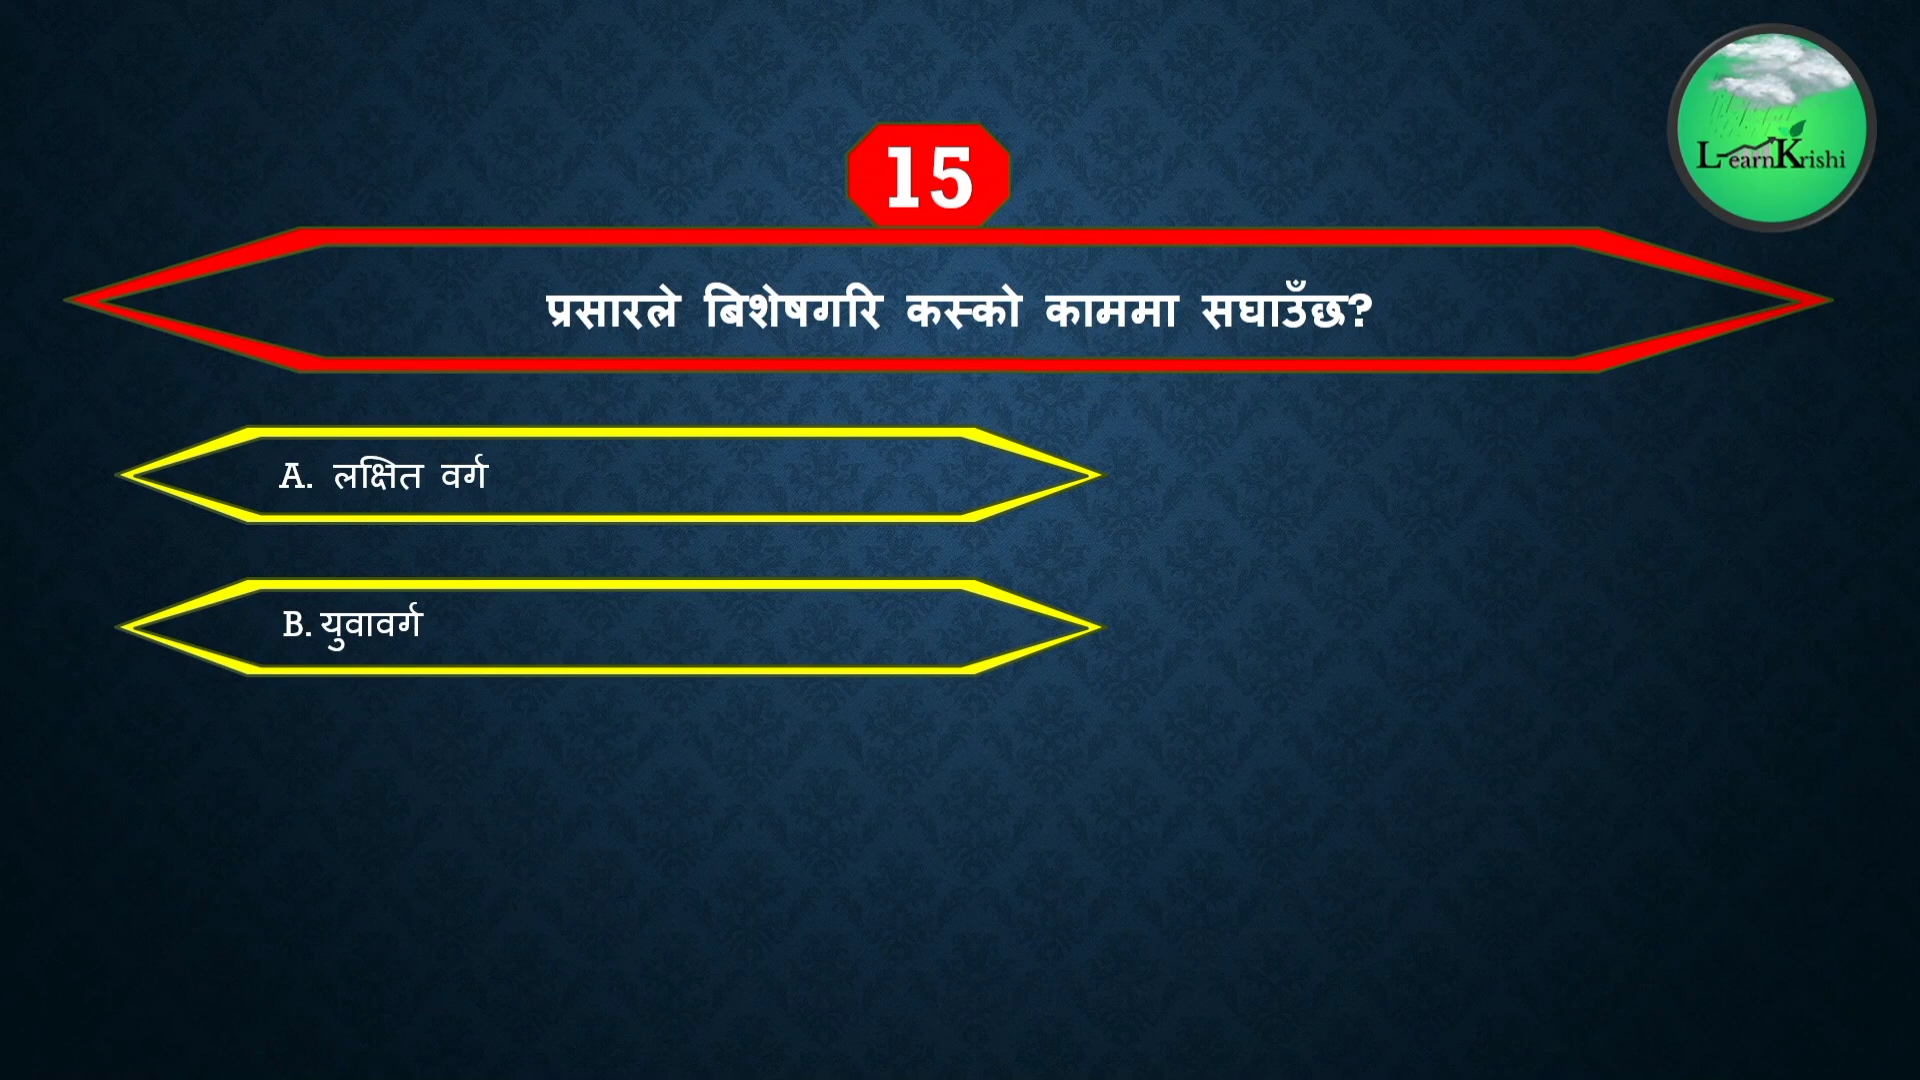 LearnKrishi
15
प्रसारले बिशेषगरि कस्को काममा सघाउँछ?
A. लक्षित वर्ग
B. युवावर्ग